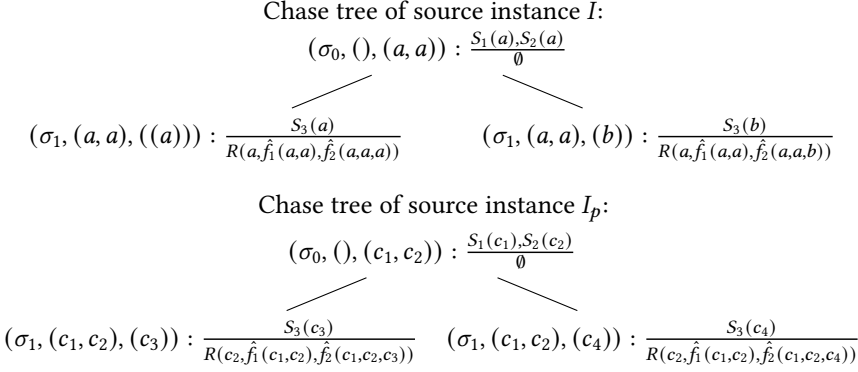 Chase tree of source instance I:
(σ₀, (), (a, a)) : S₁(a),S₂(a) / ∅
(σ₁, (a, a), ((a))) : S₃(a) / R(a,f̂₁(a,a),f̂₂(a,a,a)) (σ₁, (a, a), (b)) : S₃(b) / R(a,f̂₁(a,a),f̂₂(a,a,b))
Chase tree of source instance Iₚ:
(σ₀, (), (c₁, c₂)) : S₁(c₁),S₂(c₂) / ∅
(σ₁, (c₁, c₂), (c₃)) : S₃(c₃) / R(c₂,f̂₁(c₁,c₂),f̂₂(c₁,c₂,c₃)) (σ₁, (c₁, c₂), (c₄)) : S₃(c₄) / R(c₂,f̂₁(c₁,c₂),f̂₂(c₁,c₂,c₄))